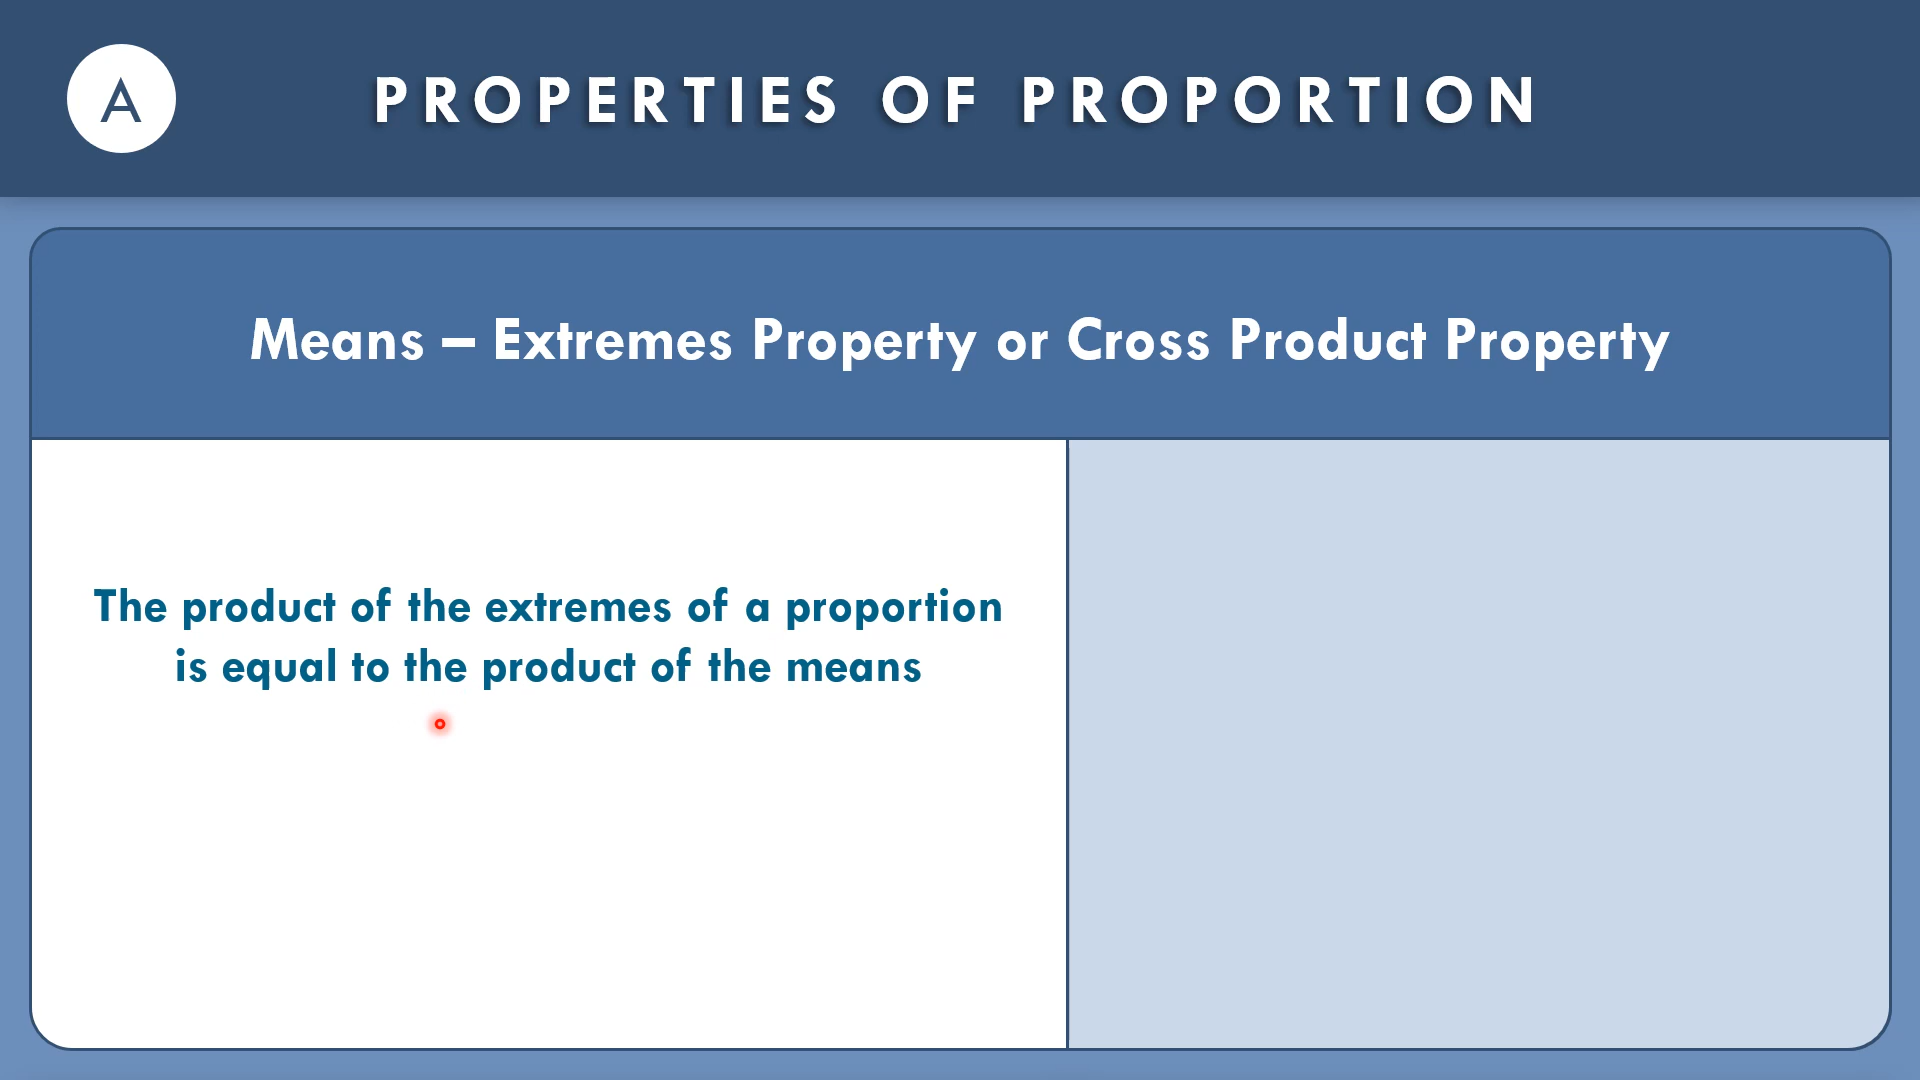 A
PROPERTIES OF PROPORTION
Means – Extremes Property or Cross Product Property
The product of the extremes of a proportion
is equal to the product of the means